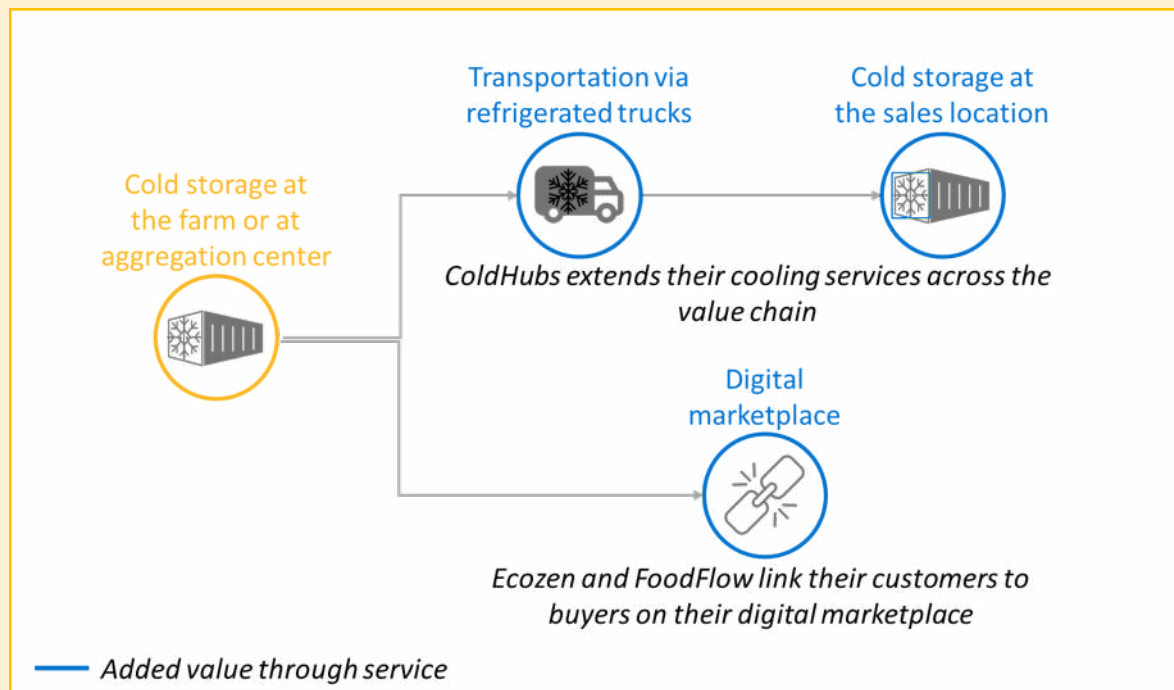 Transportation via
refrigerated trucks
Cold storage at
the sales location
Cold storage at
the farm or at
aggregation center
ColdHubs extends their cooling services across the
value chain
Digital
marketplace
Ecozen and FoodFlow link their customers to
buyers on their digital marketplace
Added value through service